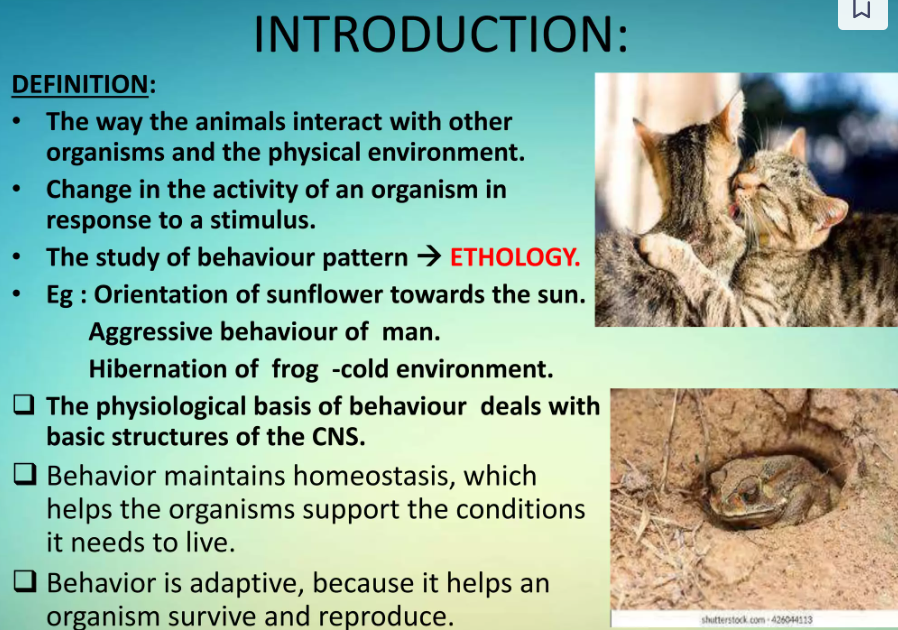 INTRODUCTION:
DEFINITION:
• The way the animals interact with other
organisms and the physical environment.
• Change in the activity of an organism in
response to a stimulus.
• The study of behaviour pattern → ETHOLOGY.
• Eg : Orientation of sunflower towards the sun.
Aggressive behaviour of man.
Hibernation of frog -cold environment.
❑ The physiological basis of behaviour deals with
basic structures of the CNS.
❑ Behavior maintains homeostasis, which
helps the organisms support the conditions
it needs to live.
❑ Behavior is adaptive, because it helps an
organism survive and reproduce.
shutterstock.com · 426044113